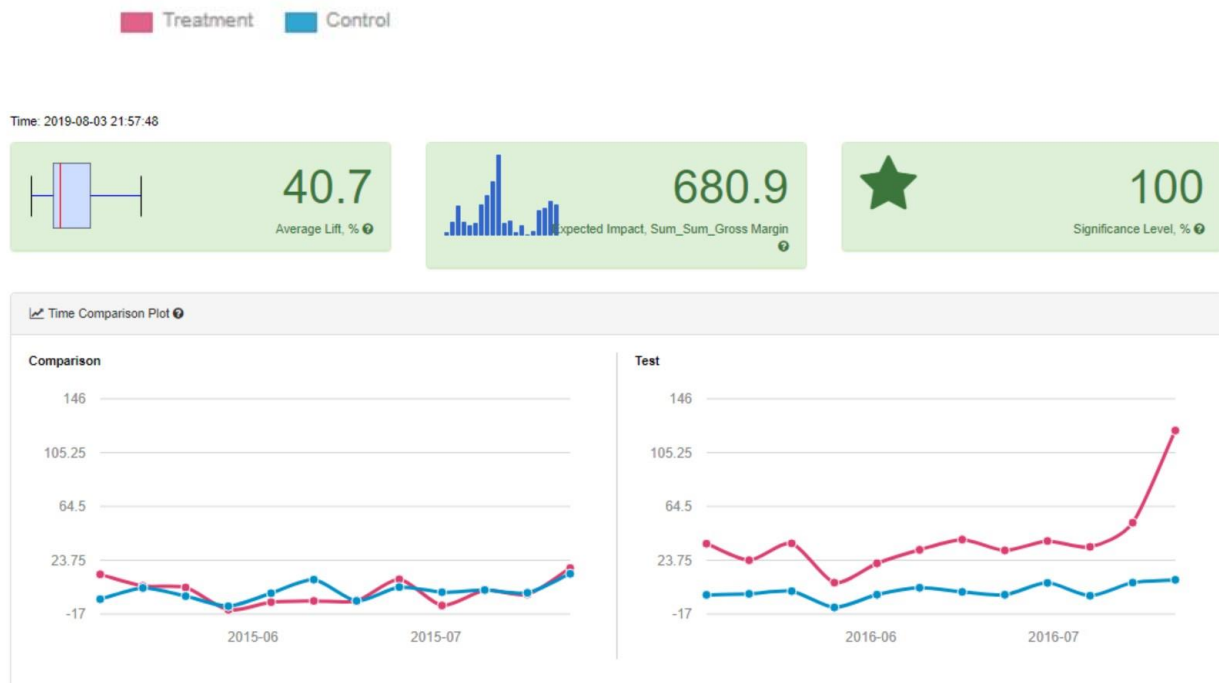 Treatment Control
Time: 2019-08-03 21:57:48
40.7
Average Lift, %
680.9
Expected Impact, Sum_Sum_Gross Margin
100
Significance Level, %
Time Comparison Plot
Comparison
146
105.25
64.5
23.75
-17
2015-06 2015-07
Test
146
105.25
64.5
23.75
-17
2016-06 2016-07